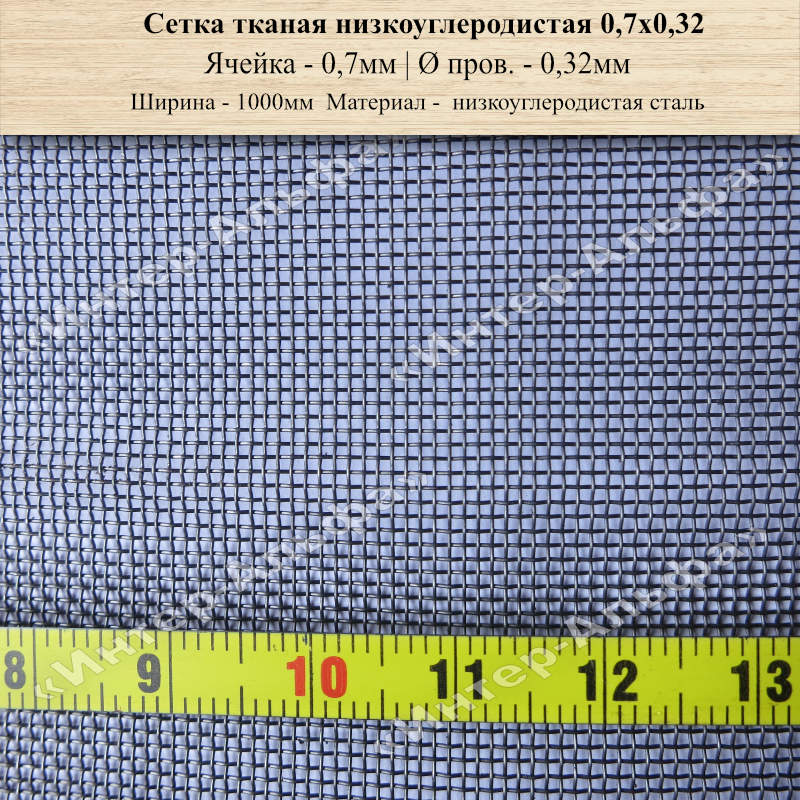 Сетка тканая низкоуглеродистая 0,7х0,32
Ячейка - 0,7мм | Ø пров. - 0,32мм
Ширина - 1000мм Материал - низкоуглеродистая сталь
«Интер-Альфа»
«Интер-Альфа»
«Интер-Альфа»
«Интер-Альфа»
8 9 10 11 12 13